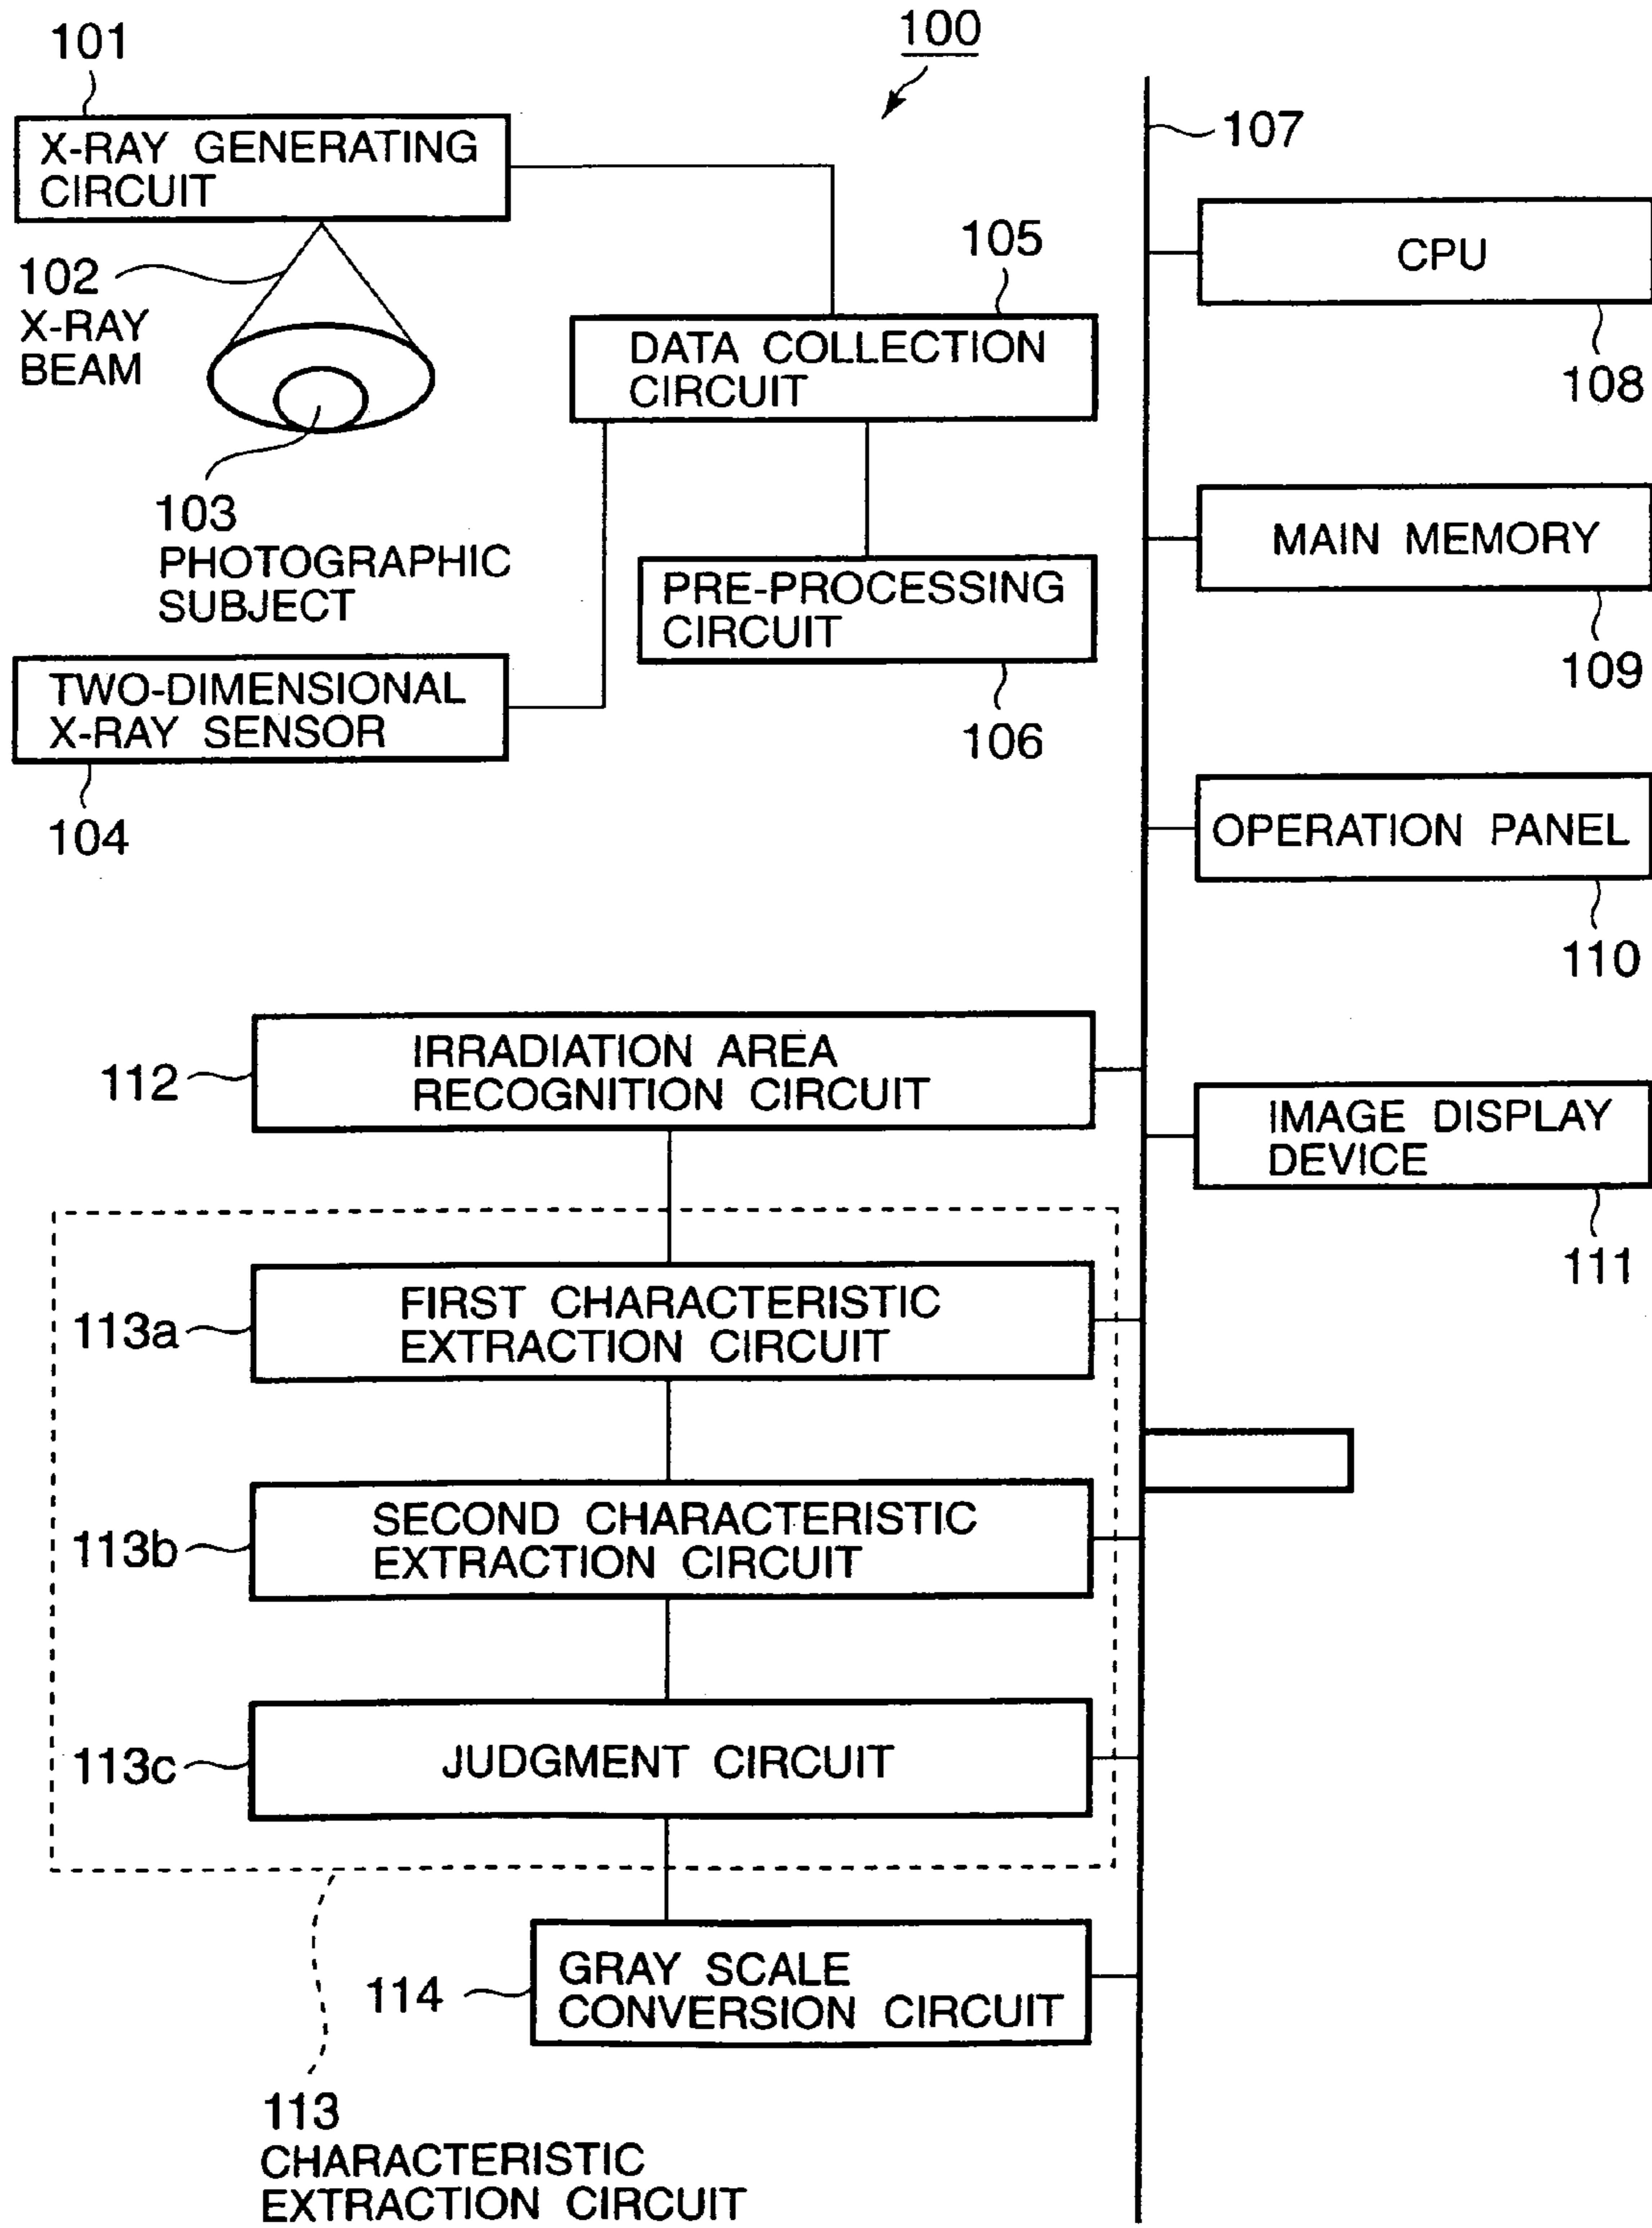 100
101
X-RAY GENERATING
CIRCUIT
107
102
X-RAY
BEAM
105
CPU
108
DATA COLLECTION
CIRCUIT
103
PHOTOGRAPHIC
SUBJECT
MAIN MEMORY
109
PRE-PROCESSING
CIRCUIT
106
TWO-DIMENSIONAL
X-RAY SENSOR
104
OPERATION PANEL
110
112
IRRADIATION AREA
RECOGNITION CIRCUIT
IMAGE DISPLAY
DEVICE
111
113a
FIRST CHARACTERISTIC
EXTRACTION CIRCUIT
113b
SECOND CHARACTERISTIC
EXTRACTION CIRCUIT
113c
JUDGMENT CIRCUIT
114
GRAY SCALE
CONVERSION CIRCUIT
113
CHARACTERISTIC
EXTRACTION CIRCUIT